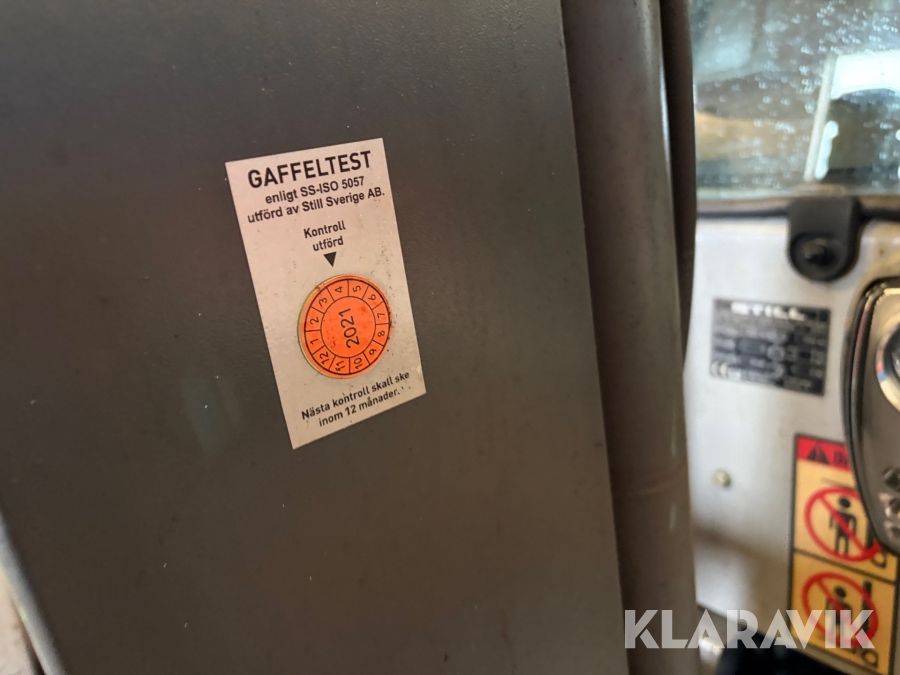 GAFFELTEST
enligt SS-ISO 5057
utförd av Still Sverige AB.
Kontroll
utförd
1 2 3 4 5 6 7 8 9 10 11 12
2021
Nästa kontroll skall ske
inom 12 månader.
STILL
CE
KLARAVIK